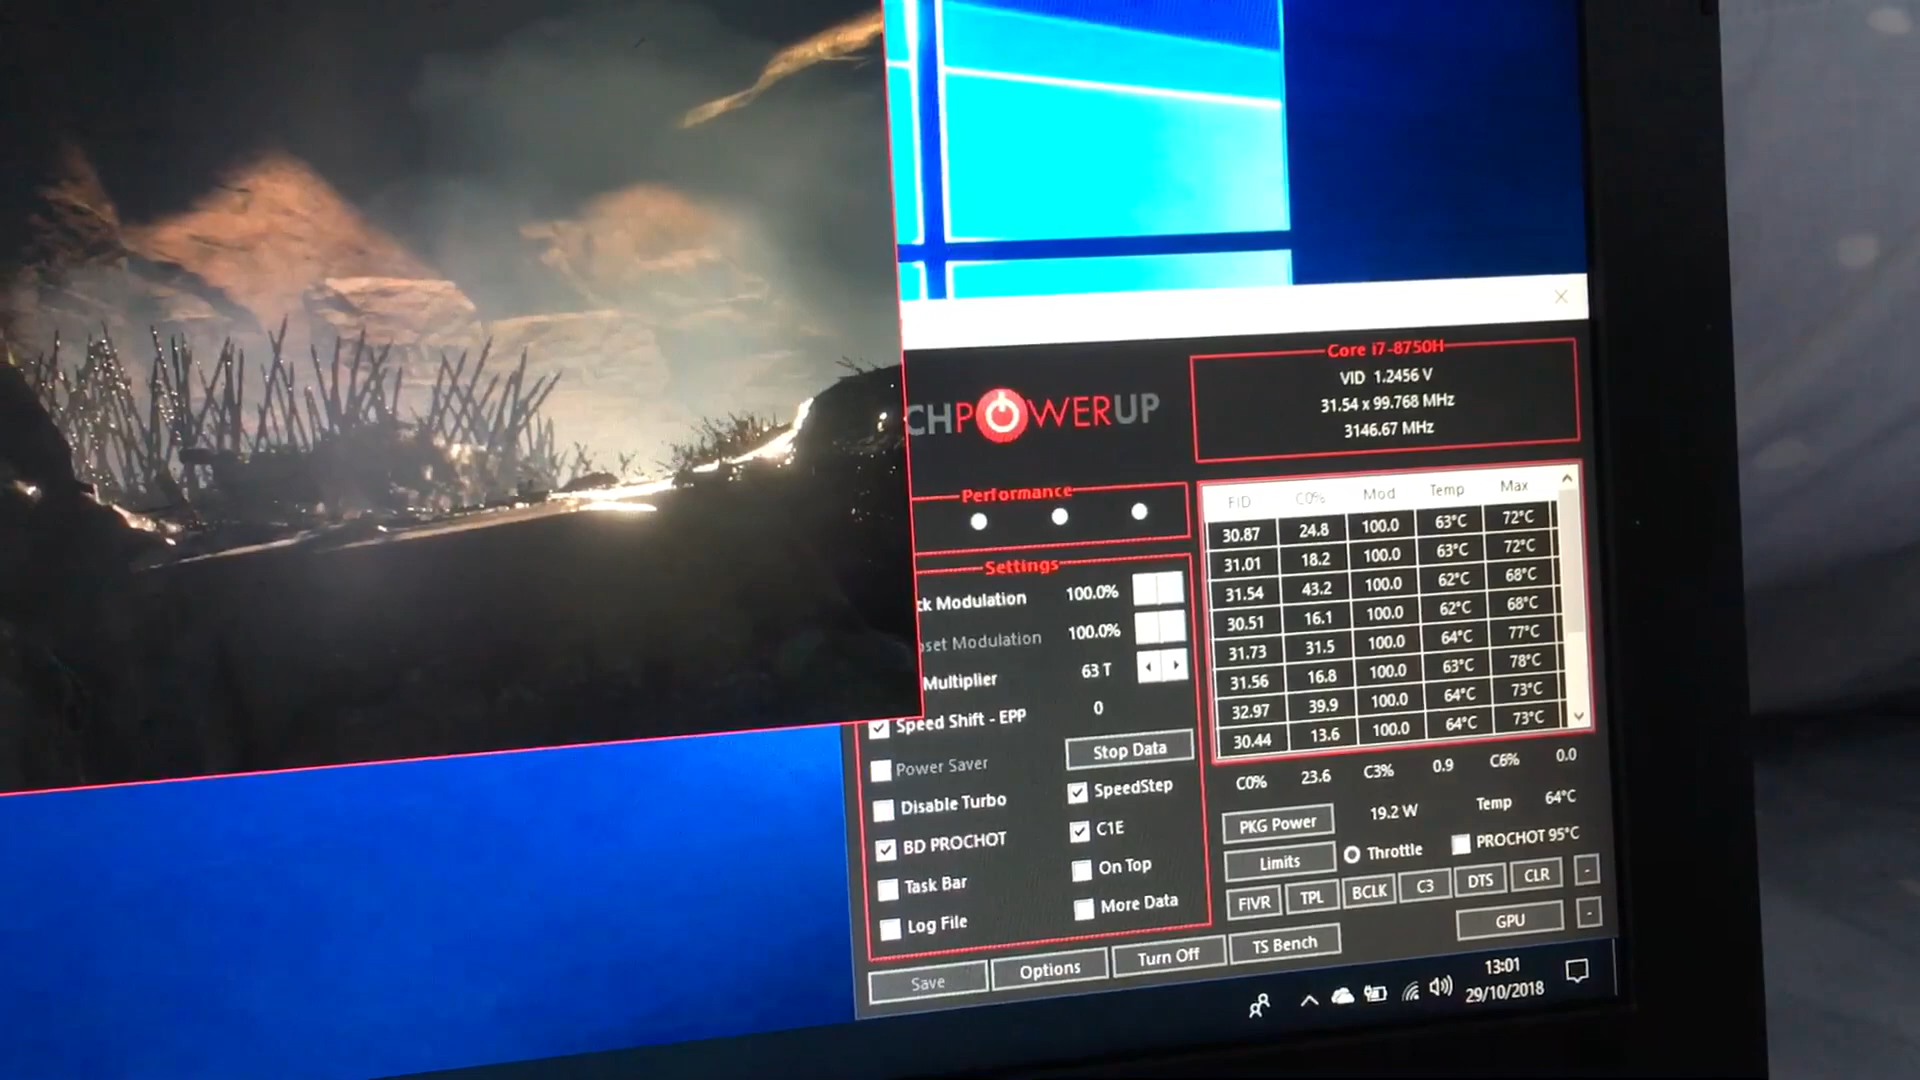 CHPOWERUP
Core i7-8750H
VID 1.2456 V
31.54 x 99.768 MHz
3146.67 MHz
Performance
Settings
ck Modulation 100.0%
set Modulation 100.0%
Multiplier 63 T
Speed Shift - EPP 0
Power Saver
Stop Data
Disable Turbo
SpeedStep
BD PROCHOT
C1E
Task Bar
On Top
Log File
More Data
FID C0% Mod Temp Max
30.87 24.8 100.0 63°C 72°C
31.01 18.2 100.0 63°C 72°C
31.54 43.2 100.0 62°C 68°C
30.51 16.1 100.0 62°C 68°C
31.73 31.5 100.0 64°C 77°C
31.56 16.8 100.0 63°C 78°C
32.97 39.9 100.0 64°C 73°C
30.44 13.6 100.0 64°C 73°C
C0% 23.6 C3% 0.9 C6% 0.0
PKG Power 19.2 W Temp 64°C
Limits Throttle PROCHOT 95°C
FIVR TPL BCLK C3 DTS CLR -
GPU -
Save Options Turn Off TS Bench
13:01
29/10/2018